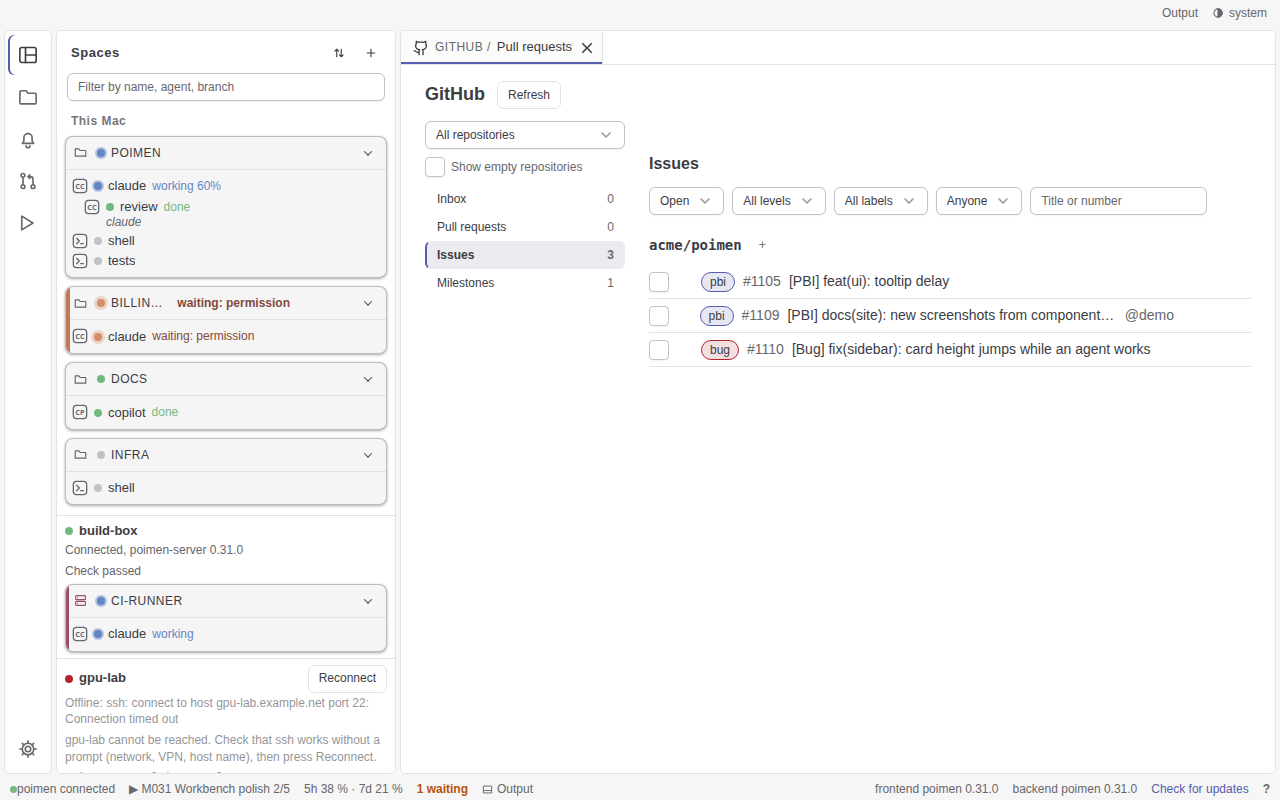 Output system
Spaces
GITHUB / Pull requests
Filter by name, agent, branch
This Mac
POIMEN
CC claude working 60%
CC review done
claude
shell
tests
BILLIN… waiting: permission
CC claude waiting: permission
DOCS
CP copilot done
INFRA
shell
build-box
Connected, poimen-server 0.31.0
Check passed
CI-RUNNER
CC claude working
gpu-lab Reconnect
Offline: ssh: connect to host gpu-lab.example.net port 22:
Connection timed out
gpu-lab cannot be reached. Check that ssh works without a
prompt (network, VPN, host name), then press Reconnect.
GitHub Refresh
All repositories
Show empty repositories
Inbox 0
Pull requests 0
Issues 3
Milestones 1
Issues
Open All levels All labels Anyone Title or number
acme/poimen +
pbi #1105 [PBI] feat(ui): tooltip delay
pbi #1109 [PBI] docs(site): new screenshots from component… @demo
bug #1110 [Bug] fix(sidebar): card height jumps while an agent works
poimen connected ▶ M031 Workbench polish 2/5 5h 38 % · 7d 21 % 1 waiting Output frontend poimen 0.31.0 backend poimen 0.31.0 Check for updates ?